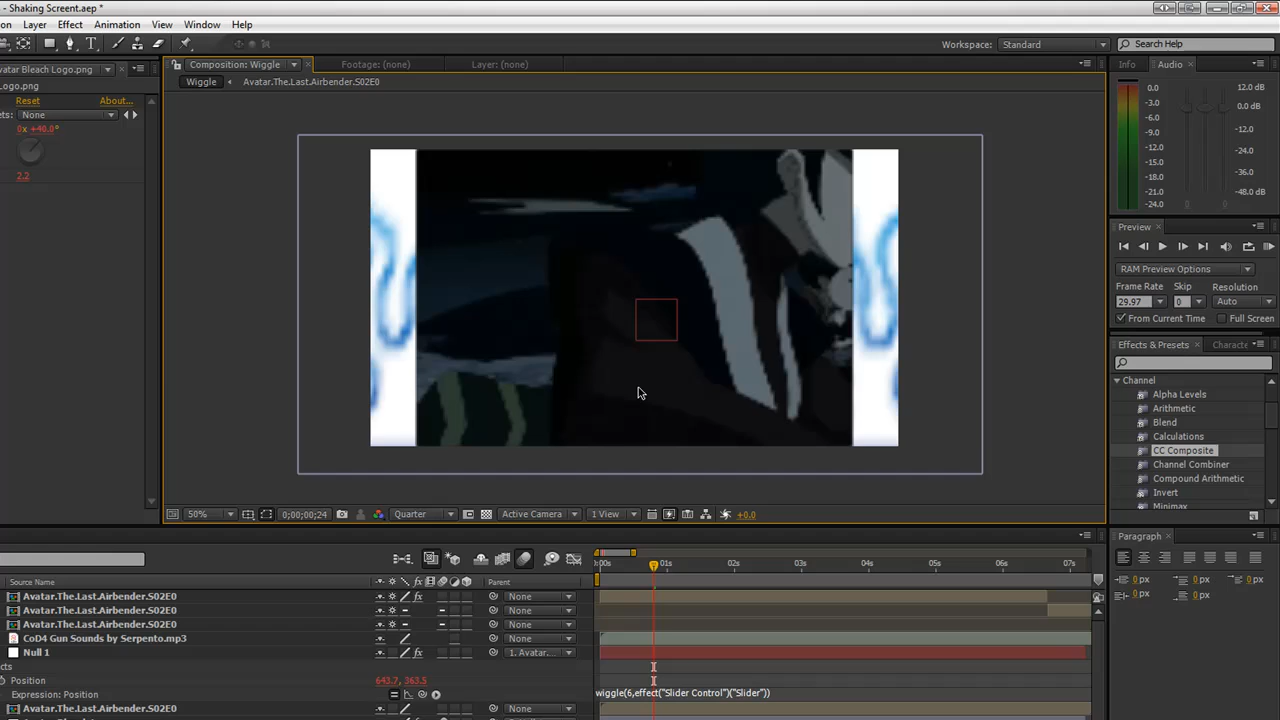 - Shaking Screent.aep *
on Layer Effect Animation View Window Help
Workspace: Standard Search Help
vatar Bleach Logo.png Composition: Wiggle Footage: (none) Layer: (none) Info Audio
Logo.png Wiggle Avatar.The.Last.Airbender.S02E0
Reset About...
ets: None
0x +40.0°
2.2
12.0 dB
0.0 dB
-12.0
-24.0
-36.0
-48.0 dB
0.0
-3.0
-6.0
-9.0
-12.0
-15.0
-18.0
-21.0
-24.0
Preview
RAM Preview Options
Frame Rate Skip Resolution
29.97 0 Auto
From Current Time Full Screen
Effects & Presets Characte
Channel
Alpha Levels
Arithmetic
Blend
Calculations
CC Composite
Channel Combiner
Compound Arithmetic
Invert
Minimax
50% 0;00;00;24 Quarter Active Camera 1 View +0.0
Paragraph
0 px 0 px 0 px
0 px 0 px
:00s 01s 02s 03s 04s 05s 06s 07s
Source Name Parent
Avatar.The.Last.Airbender.S02E0 None
Avatar.The.Last.Airbender.S02E0 None
Avatar.The.Last.Airbender.S02E0 None
CoD4 Gun Sounds by Serpento.mp3 None
Null 1 1. Avatar.
ects
Position 643.7, 363.5
Expression: Position wiggle(6,effect("Slider Control")("Slider"))
Avatar.The.Last.Airbender.S02E0 None